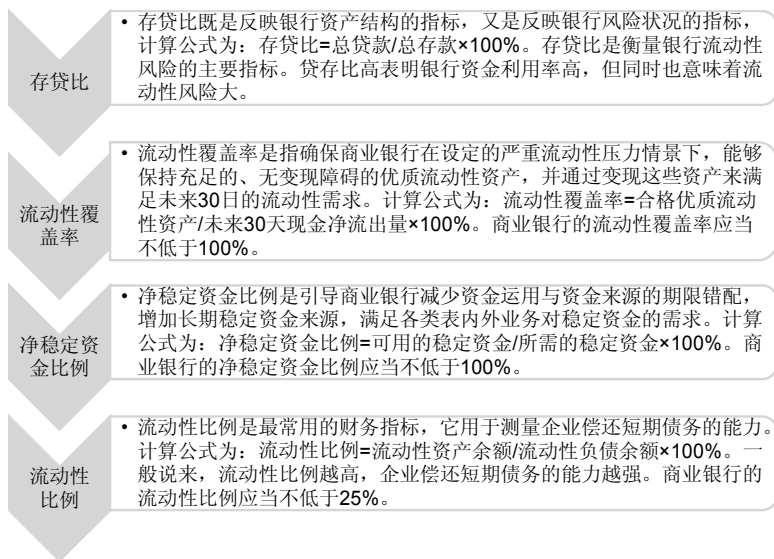 存贷比
• 存贷比既是反映银行资产结构的指标，又是反映银行风险状况的指标，
计算公式为：存贷比=总贷款/总存款×100%。存贷比是衡量银行流动性
风险的主要指标。贷存比高表明银行资金利用率高，但同时也意味着流
动性风险大。
流动性覆
盖率
• 流动性覆盖率是指确保商业银行在设定的严重流动性压力情景下，能够
保持充足的、无变现障碍的优质流动性资产，并通过变现这些资产来满
足未来30日的流动性需求。计算公式为：流动性覆盖率=合格优质流动
性资产/未来30天现金净流出量×100%。商业银行的流动性覆盖率应当
不低于100%。
净稳定资
金比例
• 净稳定资金比例是引导商业银行减少资金运用与资金来源的期限错配，
增加长期稳定资金来源，满足各类表内外业务对稳定资金的需求。计算
公式为：净稳定资金比例=可用的稳定资金/所需的稳定资金×100%。商
业银行的净稳定资金比例应当不低于100%。
流动性
比例
• 流动性比例是最常用的财务指标，它用于测量企业偿还短期债务的能力。
计算公式为：流动性比例=流动性资产余额/流动性负债余额×100%。一
般说来，流动性比例越高，企业偿还短期债务的能力越强。商业银行的
流动性比例应当不低于25%。